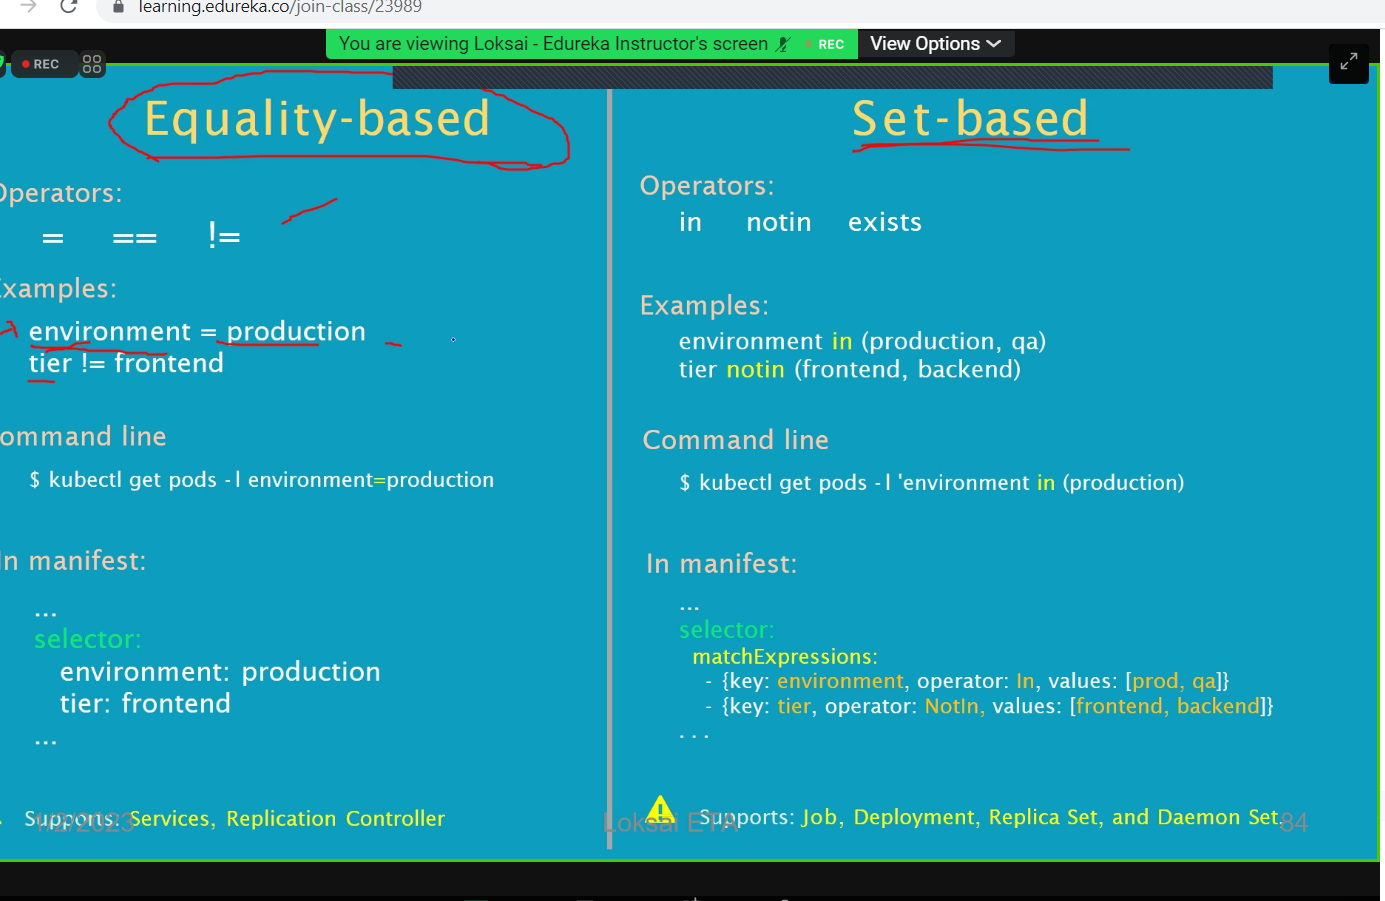 learning.edureka.co/join-class/23989
You are viewing Loksai - Edureka Instructor's screen REC View Options
REC
Equality-based
Operators:
= == !=
Examples:
environment = production
tier != frontend
Command line
$ kubectl get pods -l environment=production
In manifest:
...
selector:
environment: production
tier: frontend
...
Supports: Services, Replication Controller
1/2/2023
Set-based
Operators:
in notin exists
Examples:
environment in (production, qa)
tier notin (frontend, backend)
Command line
$ kubectl get pods -l 'environment in (production)
In manifest:
...
selector:
matchExpressions:
- {key: environment, operator: In, values: [prod, qa]}
- {key: tier, operator: NotIn, values: [frontend, backend]}
...
Supports: Job, Deployment, Replica Set, and Daemon Set.
Loksai ETA
84